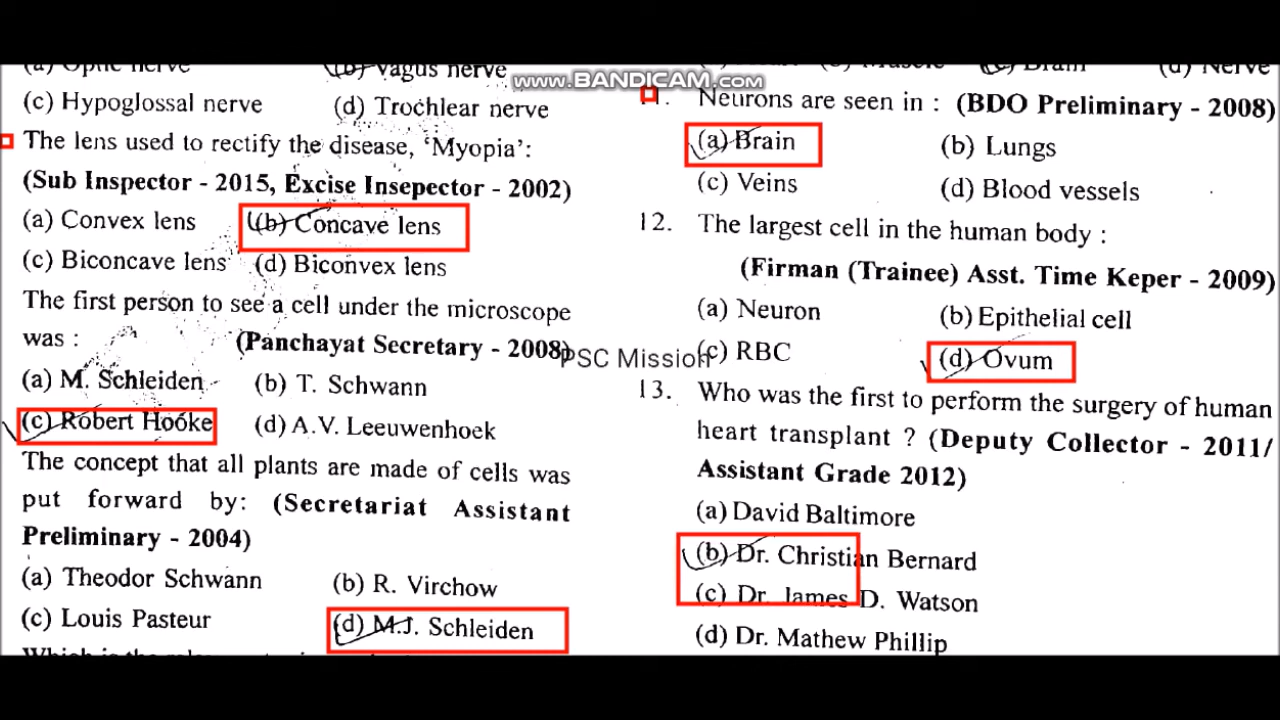 www.BANDICAM.com
(a) Optic nerve (b) Vagus nerve
(c) Hypoglossal nerve (d) Trochlear nerve
The lens used to rectify the disease, ‘Myopia’:
(Sub Inspector - 2015, Excise Insepector - 2002)
(a) Convex lens (b) Concave lens
(c) Biconcave lens (d) Biconvex lens
The first person to see a cell under the microscope
was : (Panchayat Secretary - 2008)
(a) M. Schleiden (b) T. Schwann
(c) Robert Hooke (d) A.V. Leeuwenhoek
The concept that all plants are made of cells was
put forward by: (Secretariat Assistant
Preliminary - 2004)
(a) Theodor Schwann (b) R. Virchow
(c) Louis Pasteur (d) M.J. Schleiden
(b) Muscle (c) Brain (d) Nerve
Neurons are seen in : (BDO Preliminary - 2008)
(a) Brain (b) Lungs
(c) Veins (d) Blood vessels
12. The largest cell in the human body :
(Firman (Trainee) Asst. Time Keper - 2009)
(a) Neuron (b) Epithelial cell
(c) RBC (d) Ovum
PSC Mission
13. Who was the first to perform the surgery of human
heart transplant ? (Deputy Collector - 2011/
Assistant Grade 2012)
(a) David Baltimore
(b) Dr. Christian Bernard
(c) Dr. James D. Watson
(d) Dr. Mathew Phillip